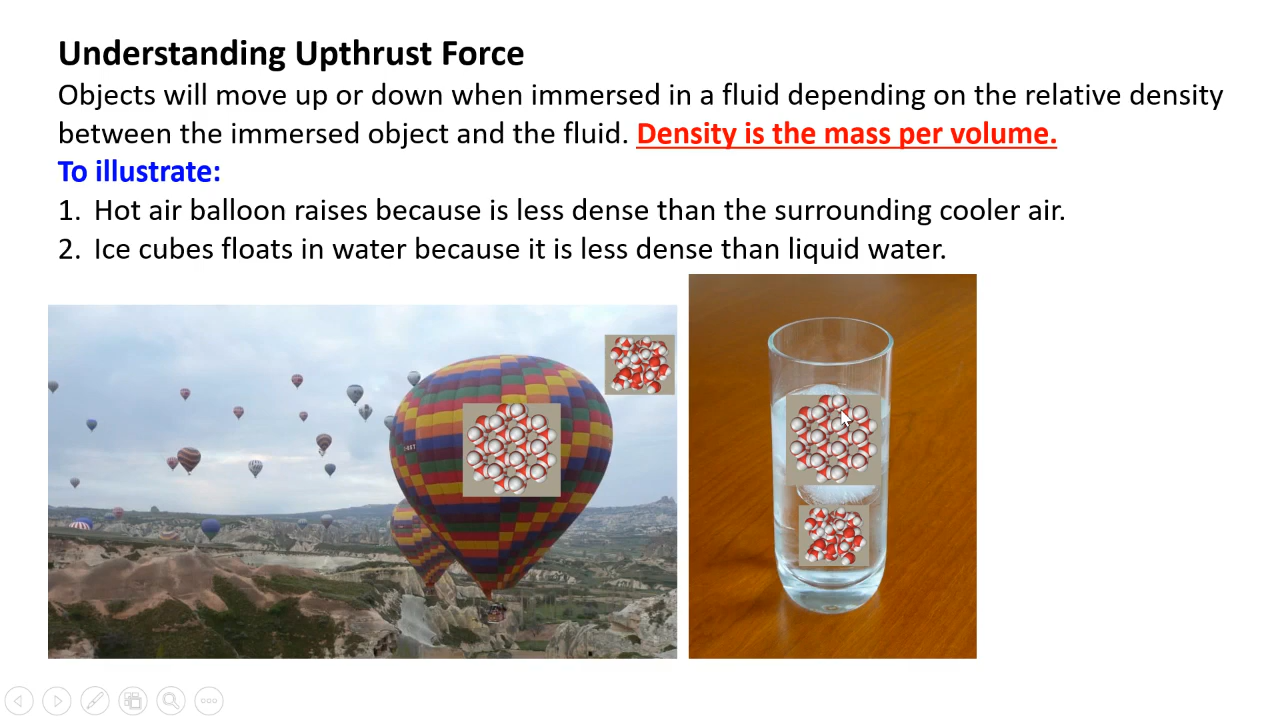 Understanding Upthrust Force
Objects will move up or down when immersed in a fluid depending on the relative density
between the immersed object and the fluid. Density is the mass per volume.
To illustrate:
1. Hot air balloon raises because is less dense than the surrounding cooler air.
2. Ice cubes floats in water because it is less dense than liquid water.